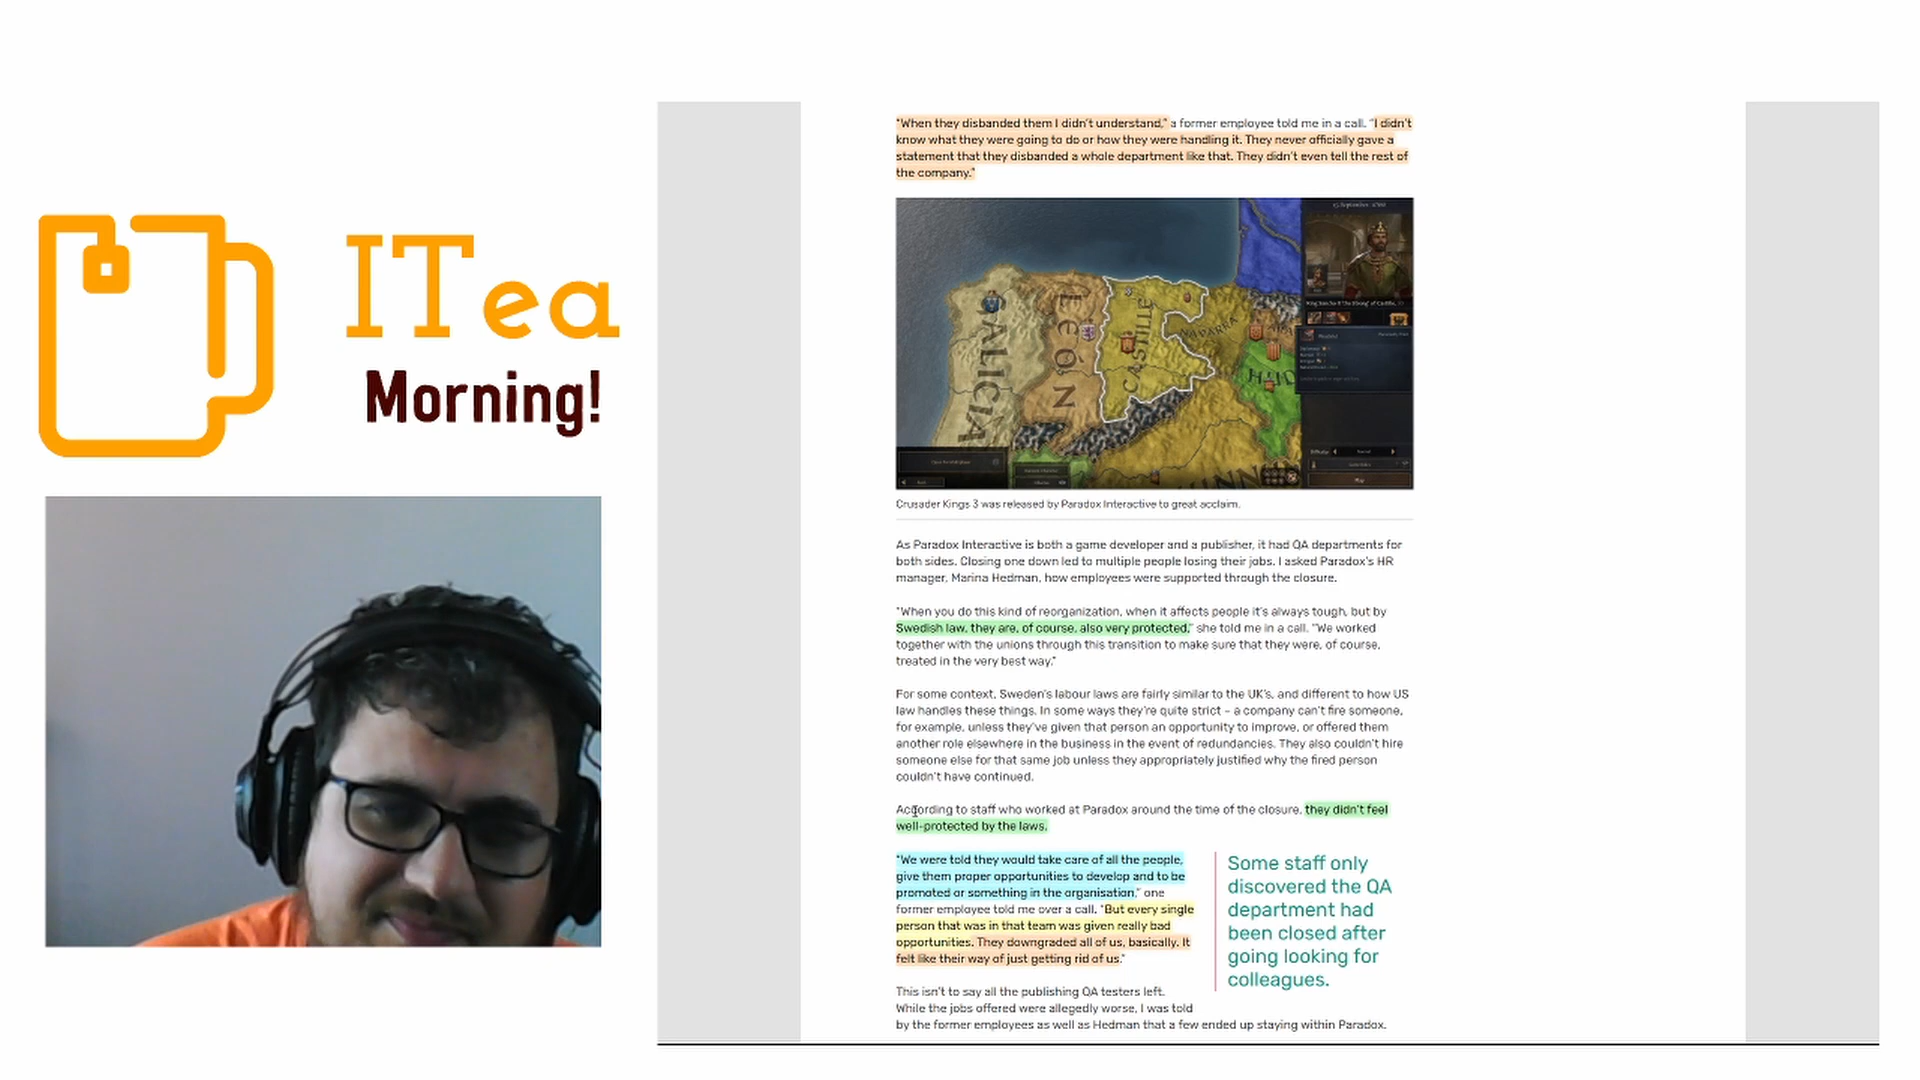 ITea
Morning!
"When they disbanded them I didn't understand," a former employee told me in a call. "I didn't
know what they were going to do or how they were handling it. They never officially gave a
statement that they disbanded a whole department like that. They didn't even tell the rest of
the company."
GALICIA
LEÓN
CASTILLE
NAVARRA
Crusader Kings 3 was released by Paradox Interactive to great acclaim.
As Paradox Interactive is both a game developer and a publisher, it had QA departments for
both sides. Closing one down led to multiple people losing their jobs. I asked Paradox's HR
manager, Marina Hedman, how employees were supported through the closure.
"When you do this kind of reorganization, when it affects people it's always tough, but by
Swedish law, they are, of course, also very protected," she told me in a call. "We worked
together with the unions through this transition to make sure that they were, of course,
treated in the very best way."
For some context, Sweden's labour laws are fairly similar to the UK's, and different to how US
law handles these things. In some ways they're quite strict – a company can't fire someone,
for example, unless they've given that person an opportunity to improve, or offered them
another role elsewhere in the business in the event of redundancies. They also couldn't hire
someone else for that same job unless they appropriately justified why the fired person
couldn't have continued.
According to staff who worked at Paradox around the time of the closure, they didn't feel
well-protected by the laws.
"We were told they would take care of all the people,
give them proper opportunities to develop and to be
promoted or something in the organisation," one
former employee told me over a call. "But every single
person that was in that team was given really bad
opportunities. They downgraded all of us, basically. It
felt like their way of just getting rid of us."
Some staff only
discovered the QA
department had
been closed after
going looking for
colleagues.
This isn't to say all the publishing QA testers left.
While the jobs offered were allegedly worse, I was told
by the former employees as well as Hedman that a few ended up staying within Paradox.